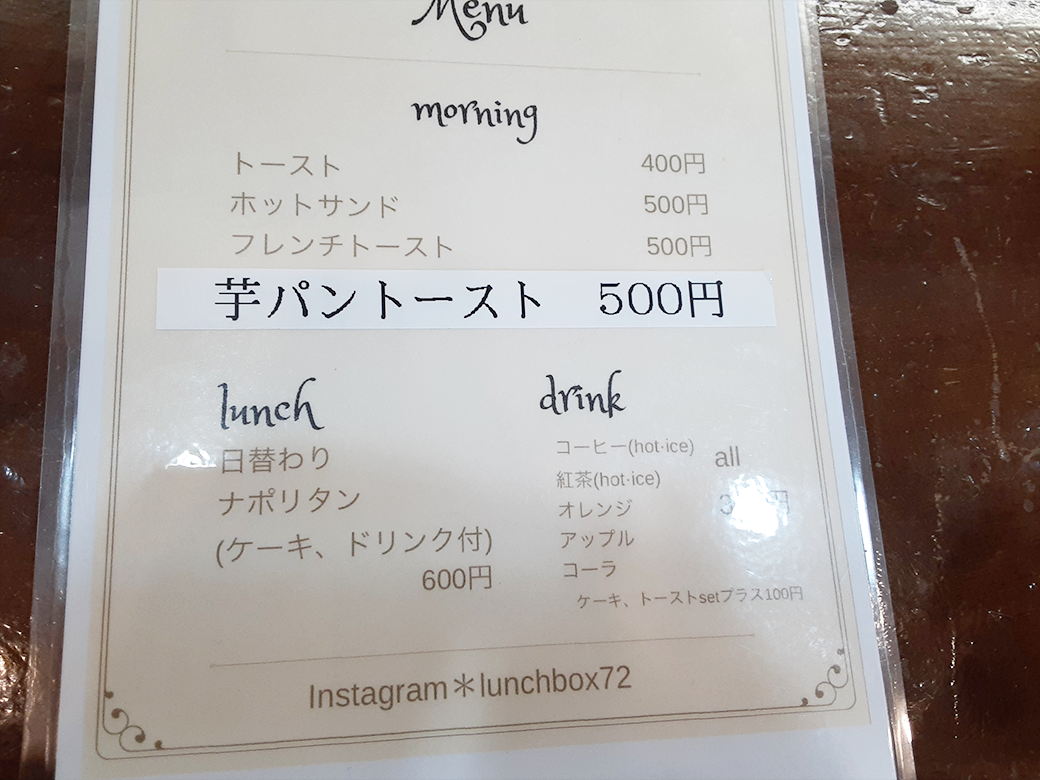 Menu
morning
トースト 400円
ホットサンド 500円
フレンチトースト 500円
芋パントースト 500円
lunch
日替わり
ナポリタン
(ケーキ、ドリンク付)
600円
drink
コーヒー(hot·ice) all
紅茶(hot·ice)
オレンジ
アップル
コーラ
ケーキ、トーストsetプラス100円
Instagram＊lunchbox72